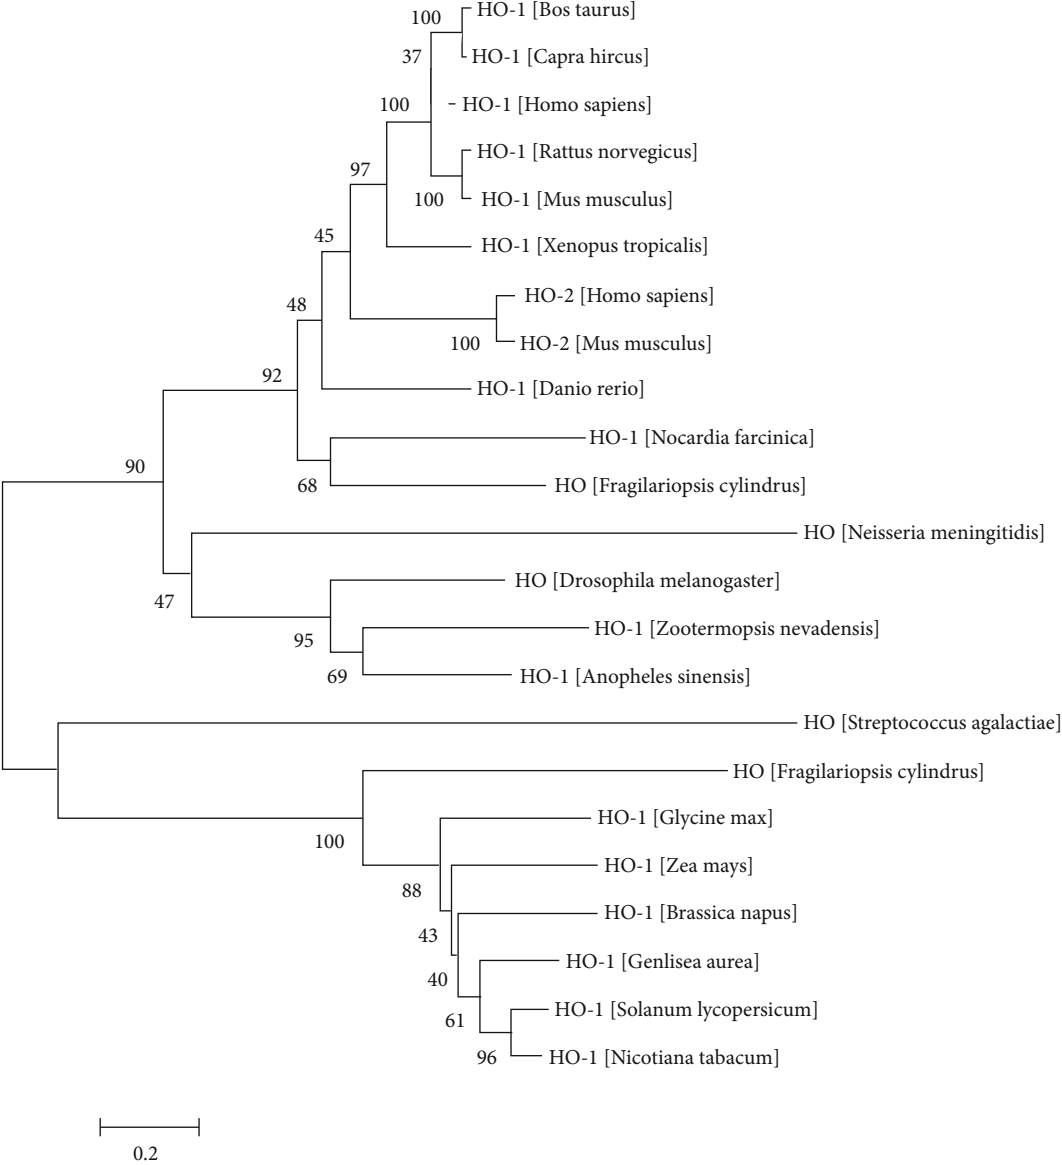 HO-1 [Bos taurus]
100
37
HO-1 [Capra hircus]
100
HO-1 [Homo sapiens]
HO-1 [Rattus norvegicus]
97
100
HO-1 [Mus musculus]
45
HO-1 [Xenopus tropicalis]
HO-2 [Homo sapiens]
48
100
HO-2 [Mus musculus]
92
HO-1 [Danio rerio]
HO-1 [Nocardia farcinica]
90
68
HO [Fragilariopsis cylindrus]
HO [Neisseria meningitidis]
HO [Drosophila melanogaster]
47
HO-1 [Zootermopsis nevadensis]
95
69
HO-1 [Anopheles sinensis]
HO [Streptococcus agalactiae]
HO [Fragilariopsis cylindrus]
HO-1 [Glycine max]
100
HO-1 [Zea mays]
88
HO-1 [Brassica napus]
43
HO-1 [Genlisea aurea]
40
HO-1 [Solanum lycopersicum]
61
96
HO-1 [Nicotiana tabacum]
0.2